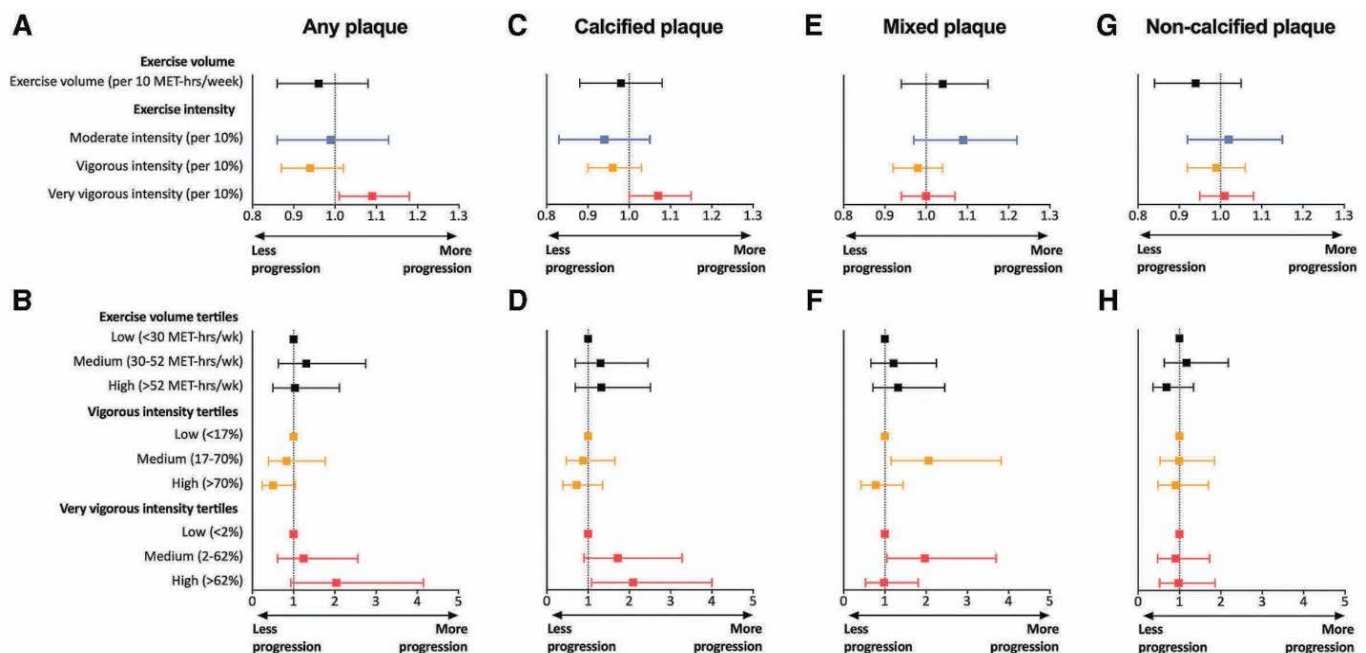 A Any plaque C Calcified plaque E Mixed plaque G Non-calcified plaque
Exercise volume
Exercise volume (per 10 MET-hrs/week)
Exercise intensity
Moderate intensity (per 10%)
Vigorous intensity (per 10%)
Very vigorous intensity (per 10%)
0.8 0.9 1.0 1.1 1.2 1.3 0.8 0.9 1.0 1.1 1.2 1.3 0.8 0.9 1.0 1.1 1.2 1.3 0.8 0.9 1.0 1.1 1.2 1.3
Less More Less More Less More Less More
progression progression progression progression progression progression progression progression
B D F H
Exercise volume tertiles
Low (<30 MET-hrs/wk)
Medium (30-52 MET-hrs/wk)
High (>52 MET-hrs/wk)
Vigorous intensity tertiles
Low (<17%)
Medium (17-70%)
High (>70%)
Very vigorous intensity tertiles
Low (<2%)
Medium (2-62%)
High (>62%)
0 1 2 3 4 5 0 1 2 3 4 5 0 1 2 3 4 5 0 1 2 3 4 5
Less More Less More Less More Less More
progression progression progression progression progression progression progression progression